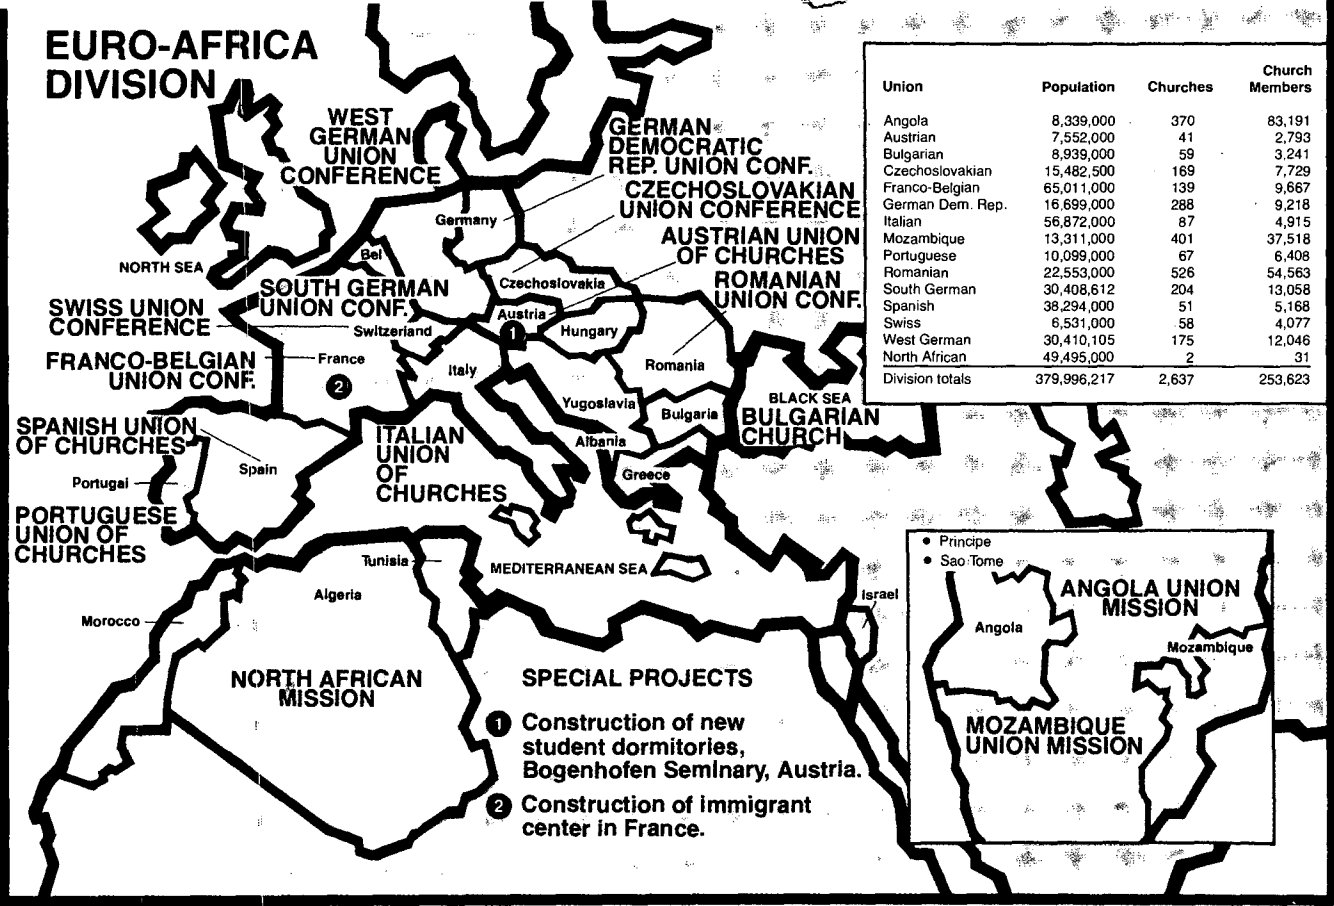 EURO-AFRICA
DIVISION
WEST
GERMAN
UNION
CONFERENCE
GERMAN
DEMOCRATIC
REP. UNION CONF.
CZECHOSLOVAKIAN
UNION CONFERENCE
AUSTRIAN UNION
OF CHURCHES
ROMANIAN
UNION CONF.
Germany
Bel
NORTH SEA
SOUTH GERMAN
UNION CONF.
Czechoslovakia
SWISS UNION
CONFERENCE
Switzerland
Austria
1
Hungary
FRANCO-BELGIAN
UNION CONF.
France
2
Italy
Romania
Yugoslavia
Bulgaria
BLACK SEA
BULGARIAN
CHURCH
SPANISH UNION
OF CHURCHES
ITALIAN
UNION
OF
CHURCHES
Albania
Greece
Spain
Portugal
PORTUGUESE
UNION OF
CHURCHES
MEDITERRANEAN SEA
Tunisia
Algeria
Morocco
Israel
NORTH AFRICAN
MISSION
SPECIAL PROJECTS
1 Construction of new
student dormitories,
Bogenhofen Seminary, Austria.
2 Construction of immigrant
center in France.
Union Population Churches Church Members
Angola 8,339,000 370 83,191
Austrian 7,552,000 41 2,793
Bulgarian 8,939,000 59 3,241
Czechoslovakian 15,482,500 169 7,729
Franco-Belgian 65,011,000 139 9,667
German Dem. Rep. 16,699,000 288 9,218
Italian 56,872,000 87 4,915
Mozambique 13,311,000 401 37,518
Portuguese 10,099,000 67 6,408
Romanian 22,553,000 526 54,563
South German 30,408,612 204 13,058
Spanish 38,294,000 51 5,168
Swiss 6,531,000 58 4,077
West German 30,410,105 175 12,046
North African 49,495,000 2 31
Division totals 379,996,217 2,637 253,623
• Principe
• Sao Tome
ANGOLA UNION
MISSION
Angola
Mozambique
MOZAMBIQUE
UNION MISSION